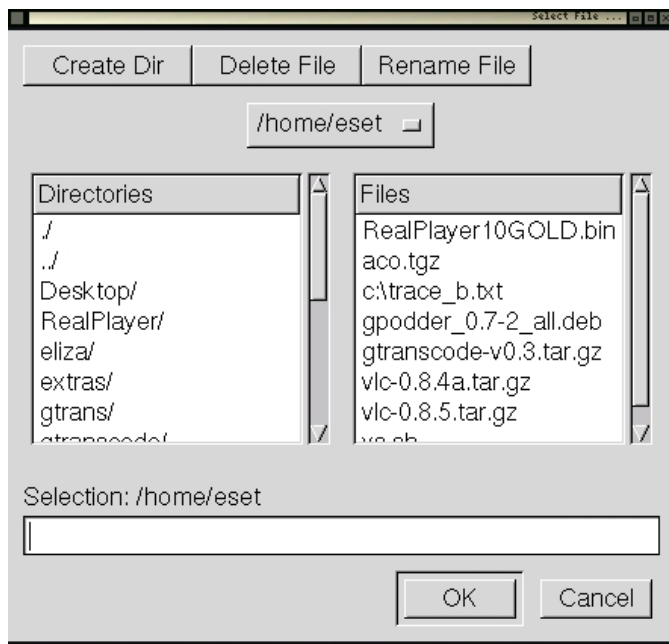 Select File ...
Create Dir Delete File Rename File
/home/eset
Directories
./
../
Desktop/
RealPlayer/
eliza/
extras/
gtrans/
gtranscode/
Files
RealPlayer10GOLD.bin
aco.tgz
c:\trace_b.txt
gpodder_0.7-2_all.deb
gtranscode-v0.3.tar.gz
vlc-0.8.4a.tar.gz
vlc-0.8.5.tar.gz
Selection: /home/eset
OK Cancel